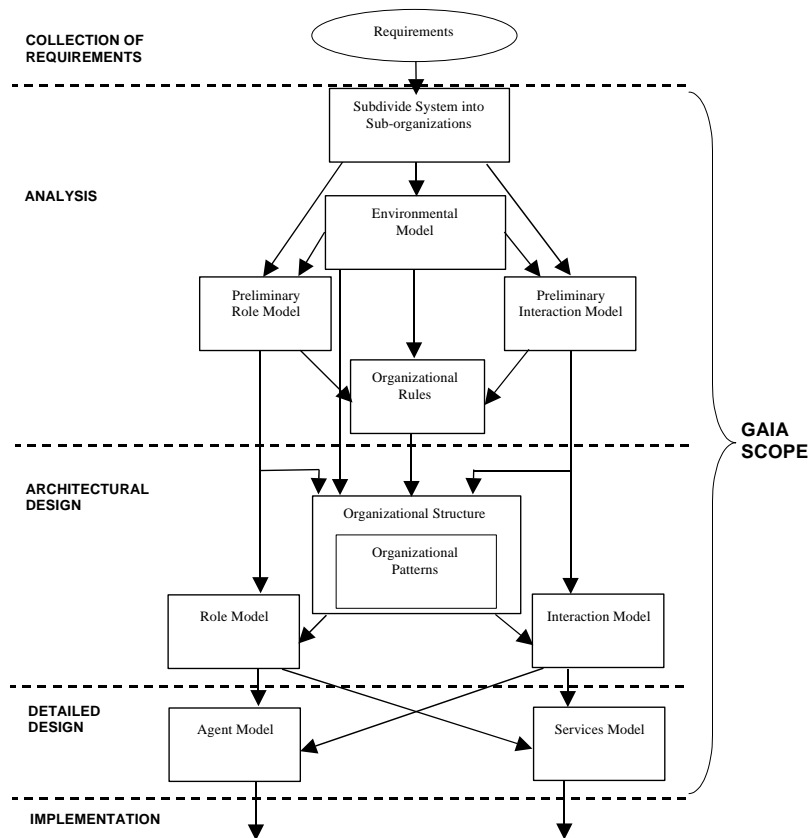 COLLECTION OF
REQUIREMENTS
Requirements
Subdivide System into
Sub-organizations
ANALYSIS
Environmental
Model
Preliminary
Role Model
Preliminary
Interaction Model
Organizational
Rules
GAIA
SCOPE
ARCHITECTURAL
DESIGN
Organizational Structure
Organizational
Patterns
Role Model
Interaction Model
DETAILED
DESIGN
Agent Model
Services Model
IMPLEMENTATION